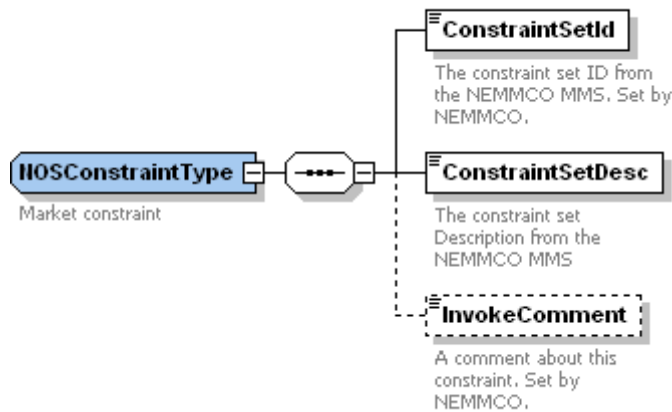 ConstraintSetId
The constraint set ID from
the NEMMCO MMS. Set by
NEMMCO.
NOSConstraintType
Market constraint
ConstraintSetDesc
The constraint set
Description from the
NEMMCO MMS
InvokeComment
A comment about this
constraint. Set by
NEMMCO.